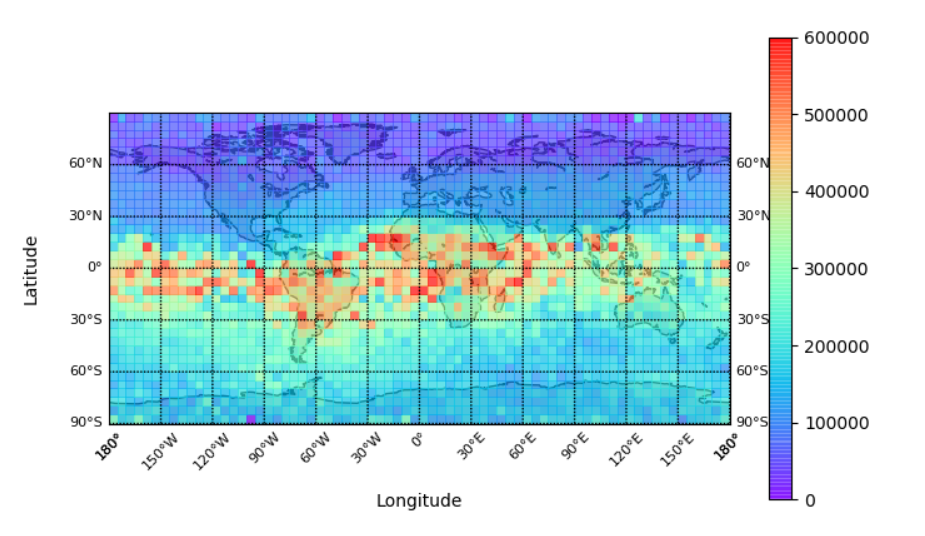 600000
500000
400000
300000
200000
100000
0
60°N
30°N
0°
30°S
60°S
90°S
60°N
30°N
0°
30°S
60°S
90°S
180°
150°W
120°W
90°W
60°W
30°W
0°
30°E
60°E
90°E
120°E
150°E
180°
Latitude
Longitude